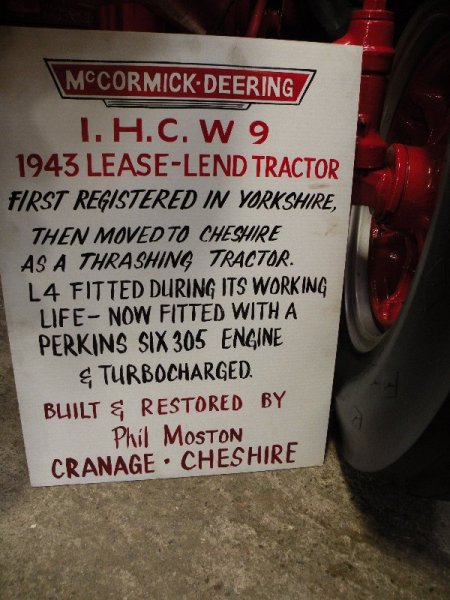 McCORMICK·DEERING
I.H.C. W 9
1943 LEASE-LEND TRACTOR
FIRST REGISTERED IN YORKSHIRE,
THEN MOVED TO CHESHIRE
AS A THRASHING TRACTOR.
L4 FITTED DURING ITS WORKING
LIFE- NOW FITTED WITH A
PERKINS SIX 305 ENGINE
& TURBOCHARGED.
BUILT & RESTORED BY
Phil MOSTON
CRANAGE · CHESHIRE